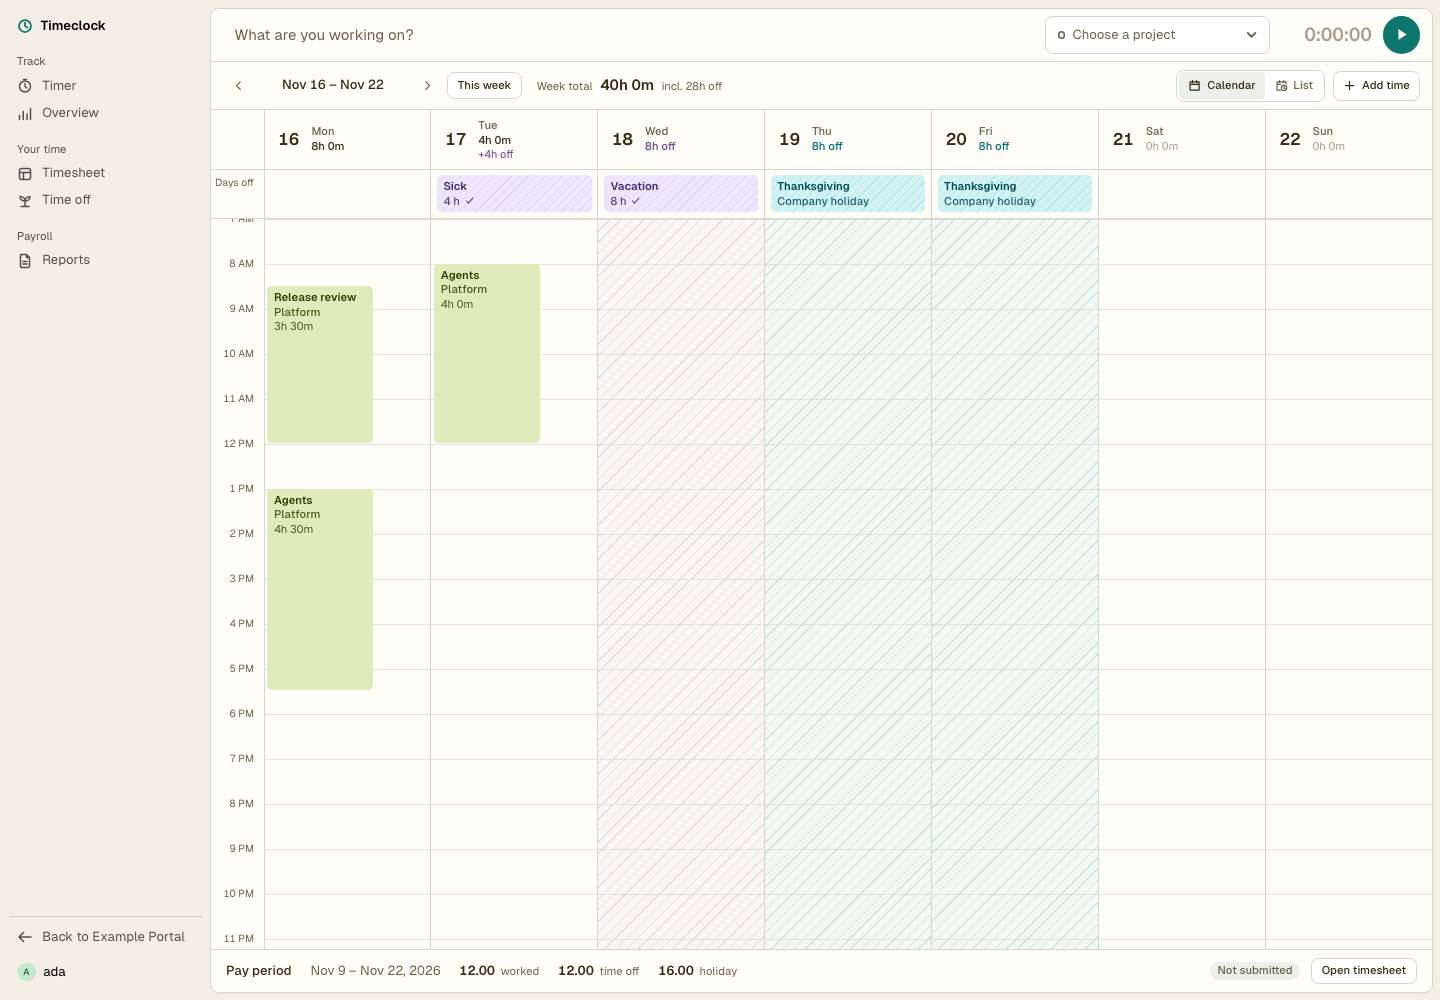 Timeclock
Track
Timer
Overview
Your time
Timesheet
Time off
Payroll
Reports
Back to Example Portal
A ada
What are you working on?
Choose a project
0:00:00
Nov 16 – Nov 22
This week
Week total 40h 0m incl. 28h off
Calendar
List
Add time
16 Mon
8h 0m
17 Tue
4h 0m
+4h off
18 Wed
8h off
19 Thu
8h off
20 Fri
8h off
21 Sat
0h 0m
22 Sun
0h 0m
Days off
Sick
4 h ✓
Vacation
8 h ✓
Thanksgiving
Company holiday
Thanksgiving
Company holiday
7 AM
8 AM
9 AM
10 AM
11 AM
12 PM
1 PM
2 PM
3 PM
4 PM
5 PM
6 PM
7 PM
8 PM
9 PM
10 PM
11 PM
Release review
Platform
3h 30m
Agents
Platform
4h 30m
Agents
Platform
4h 0m
Pay period Nov 9 – Nov 22, 2026 12.00 worked 12.00 time off 16.00 holiday
Not submitted
Open timesheet